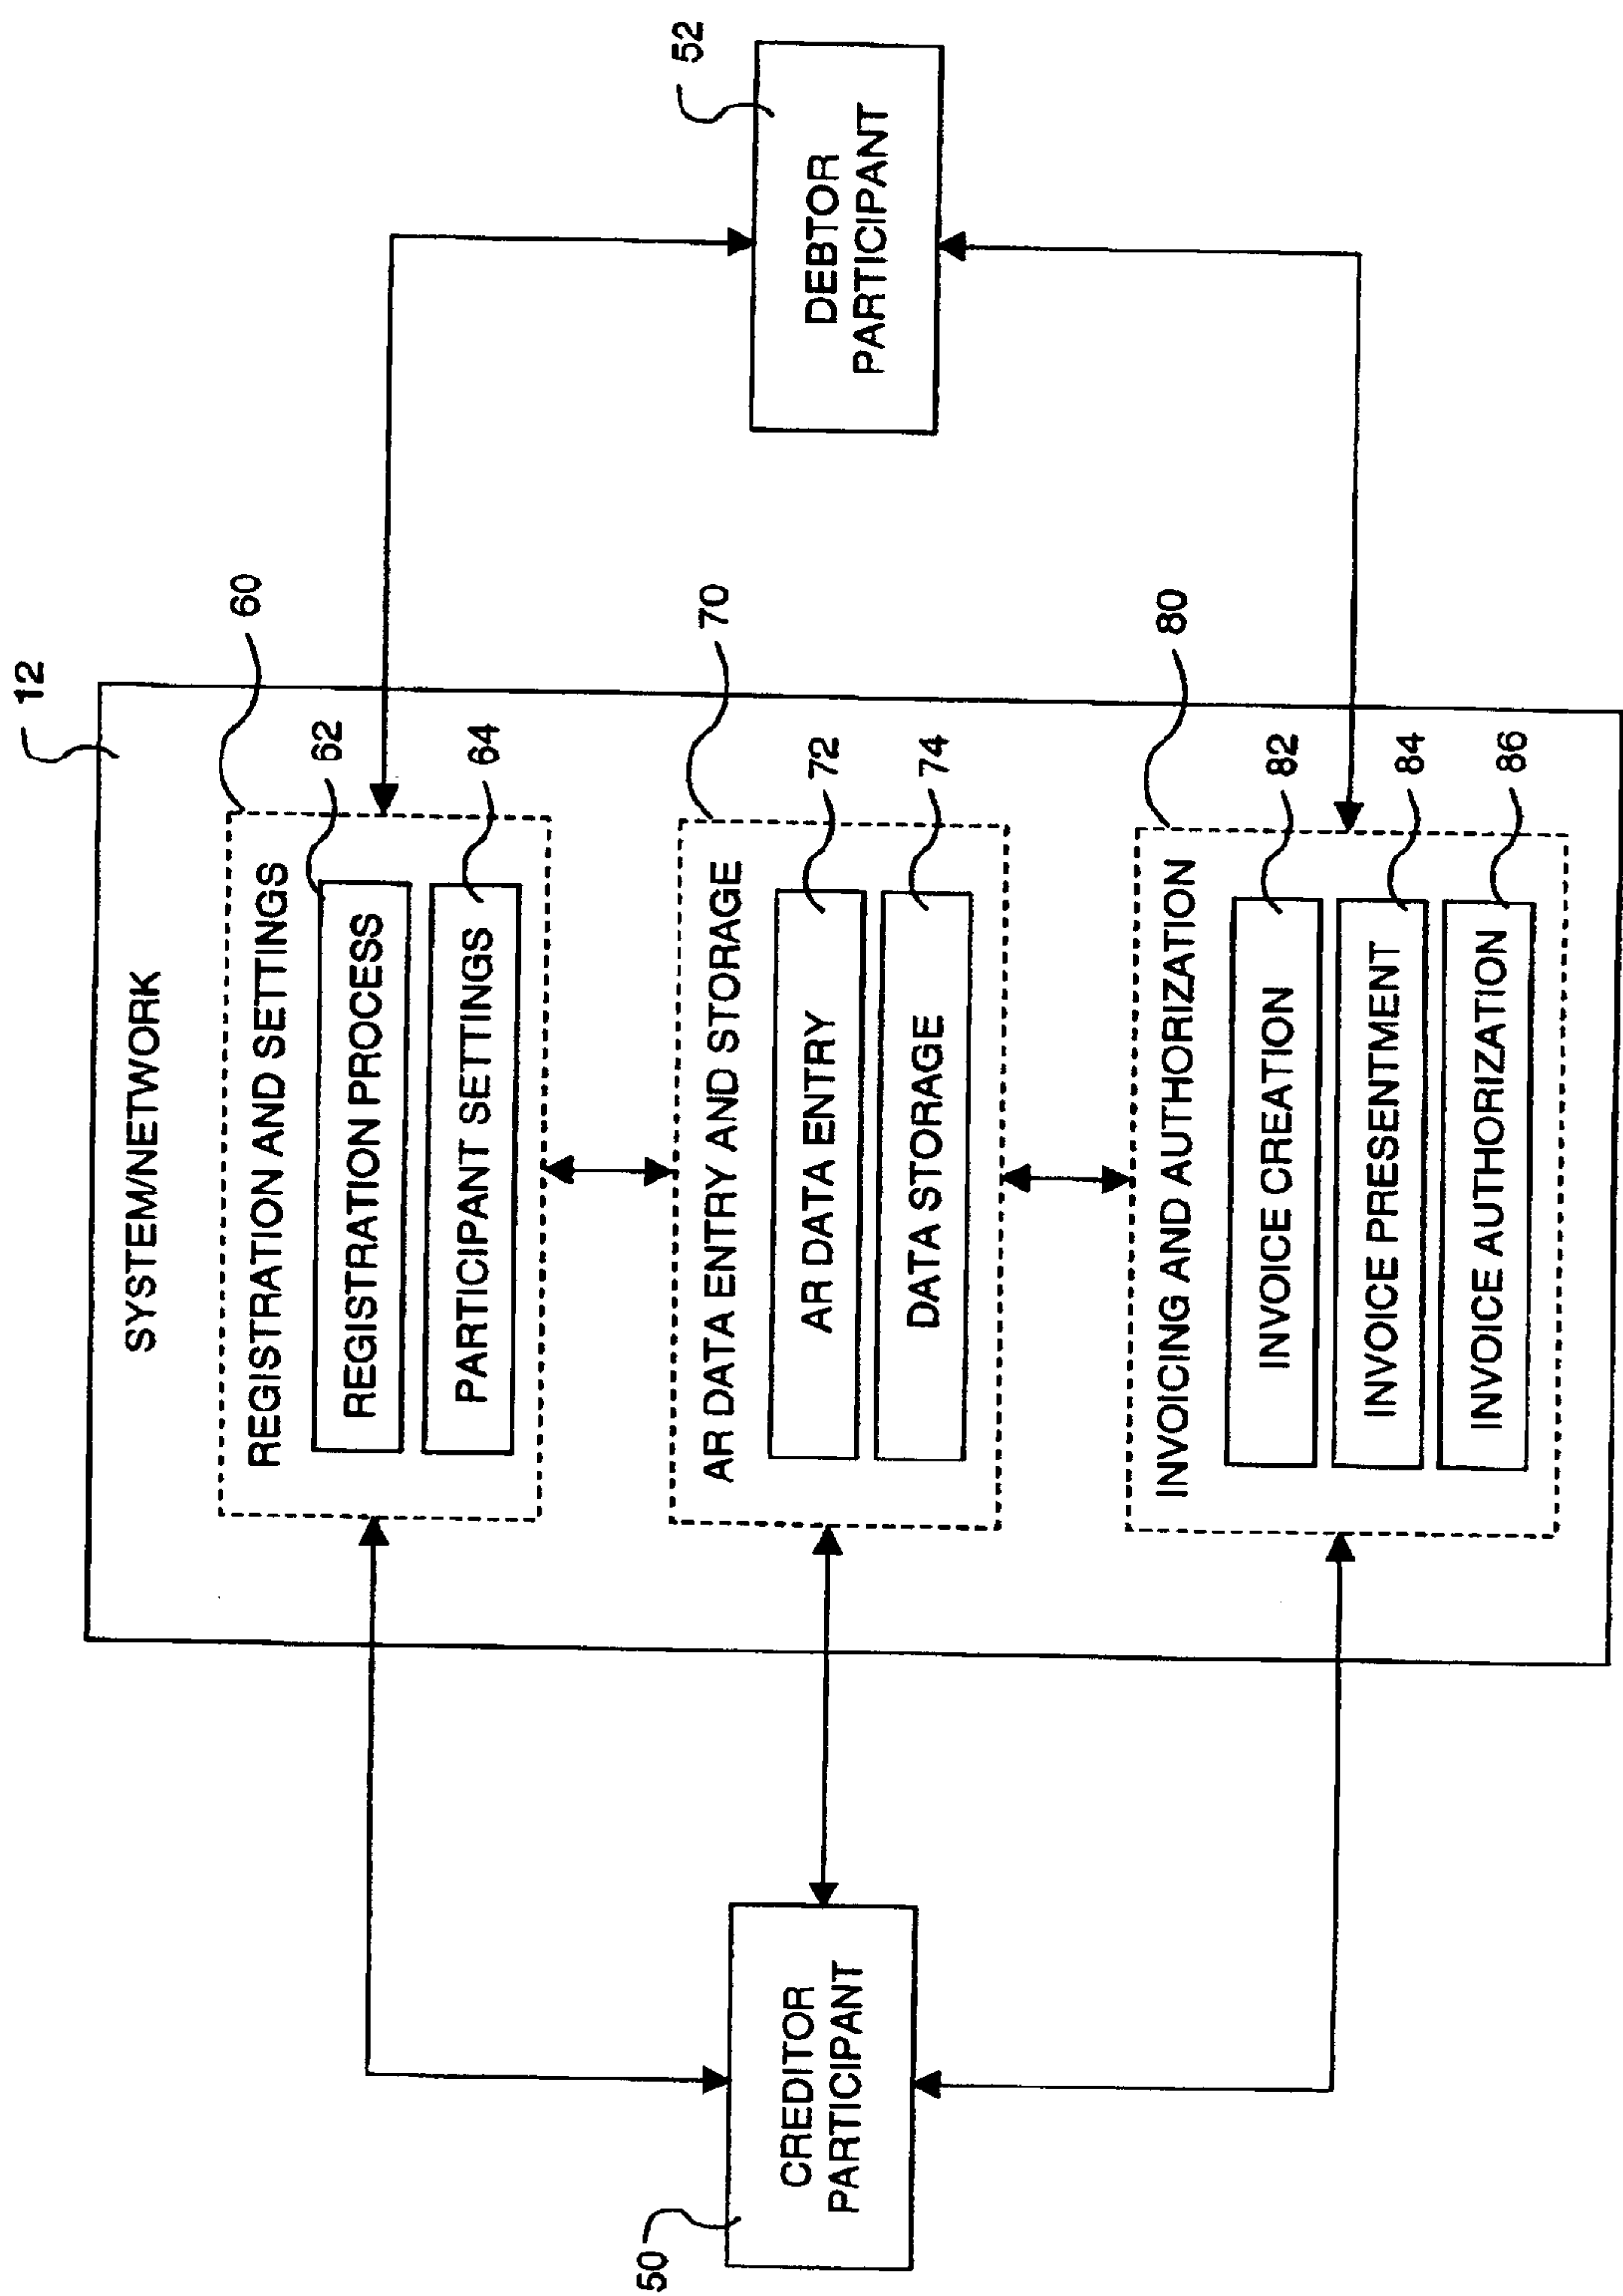 12
SYSTEM/NETWORK
60
REGISTRATION AND SETTINGS
62
REGISTRATION PROCESS
64
PARTICIPANT SETTINGS
50
CREDITOR
PARTICIPANT
70
AR DATA ENTRY AND STORAGE
72
AR DATA ENTRY
74
DATA STORAGE
52
DEBTOR
PARTICIPANT
80
INVOICING AND AUTHORIZATION
82
INVOICE CREATION
84
INVOICE PRESENTMENT
86
INVOICE AUTHORIZATION